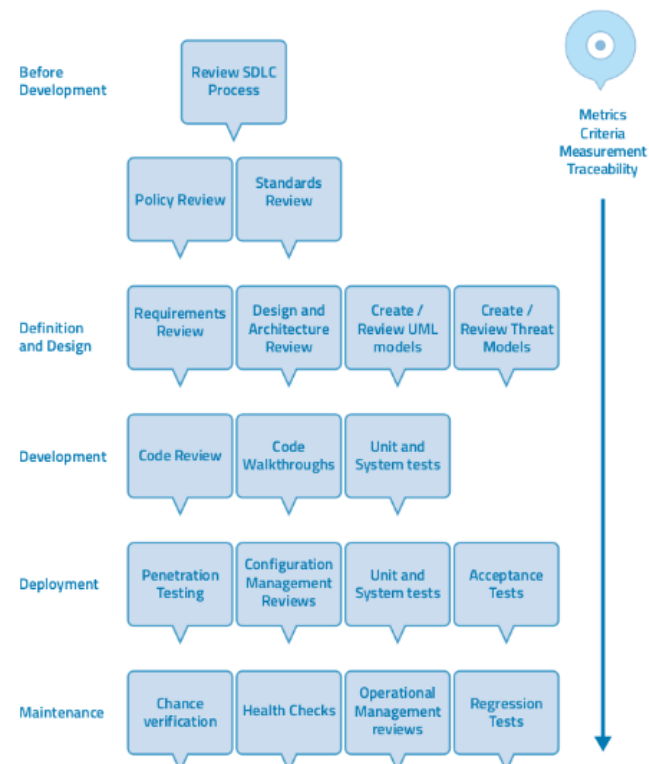 Before
Development
Review SDLC
Process
Metrics
Criteria
Measurement
Traceability
Policy Review
Standards
Review
Definition
and Design
Requirements
Review
Design and
Architecture
Review
Create /
Review UML
models
Create /
Review Threat
Models
Development
Code Review
Code
Walkthroughs
Unit and
System tests
Deployment
Penetration
Testing
Configuration
Management
Reviews
Unit and
System tests
Acceptance
Tests
Maintenance
Chance
verification
Health Checks
Operational
Management
reviews
Regression
Tests